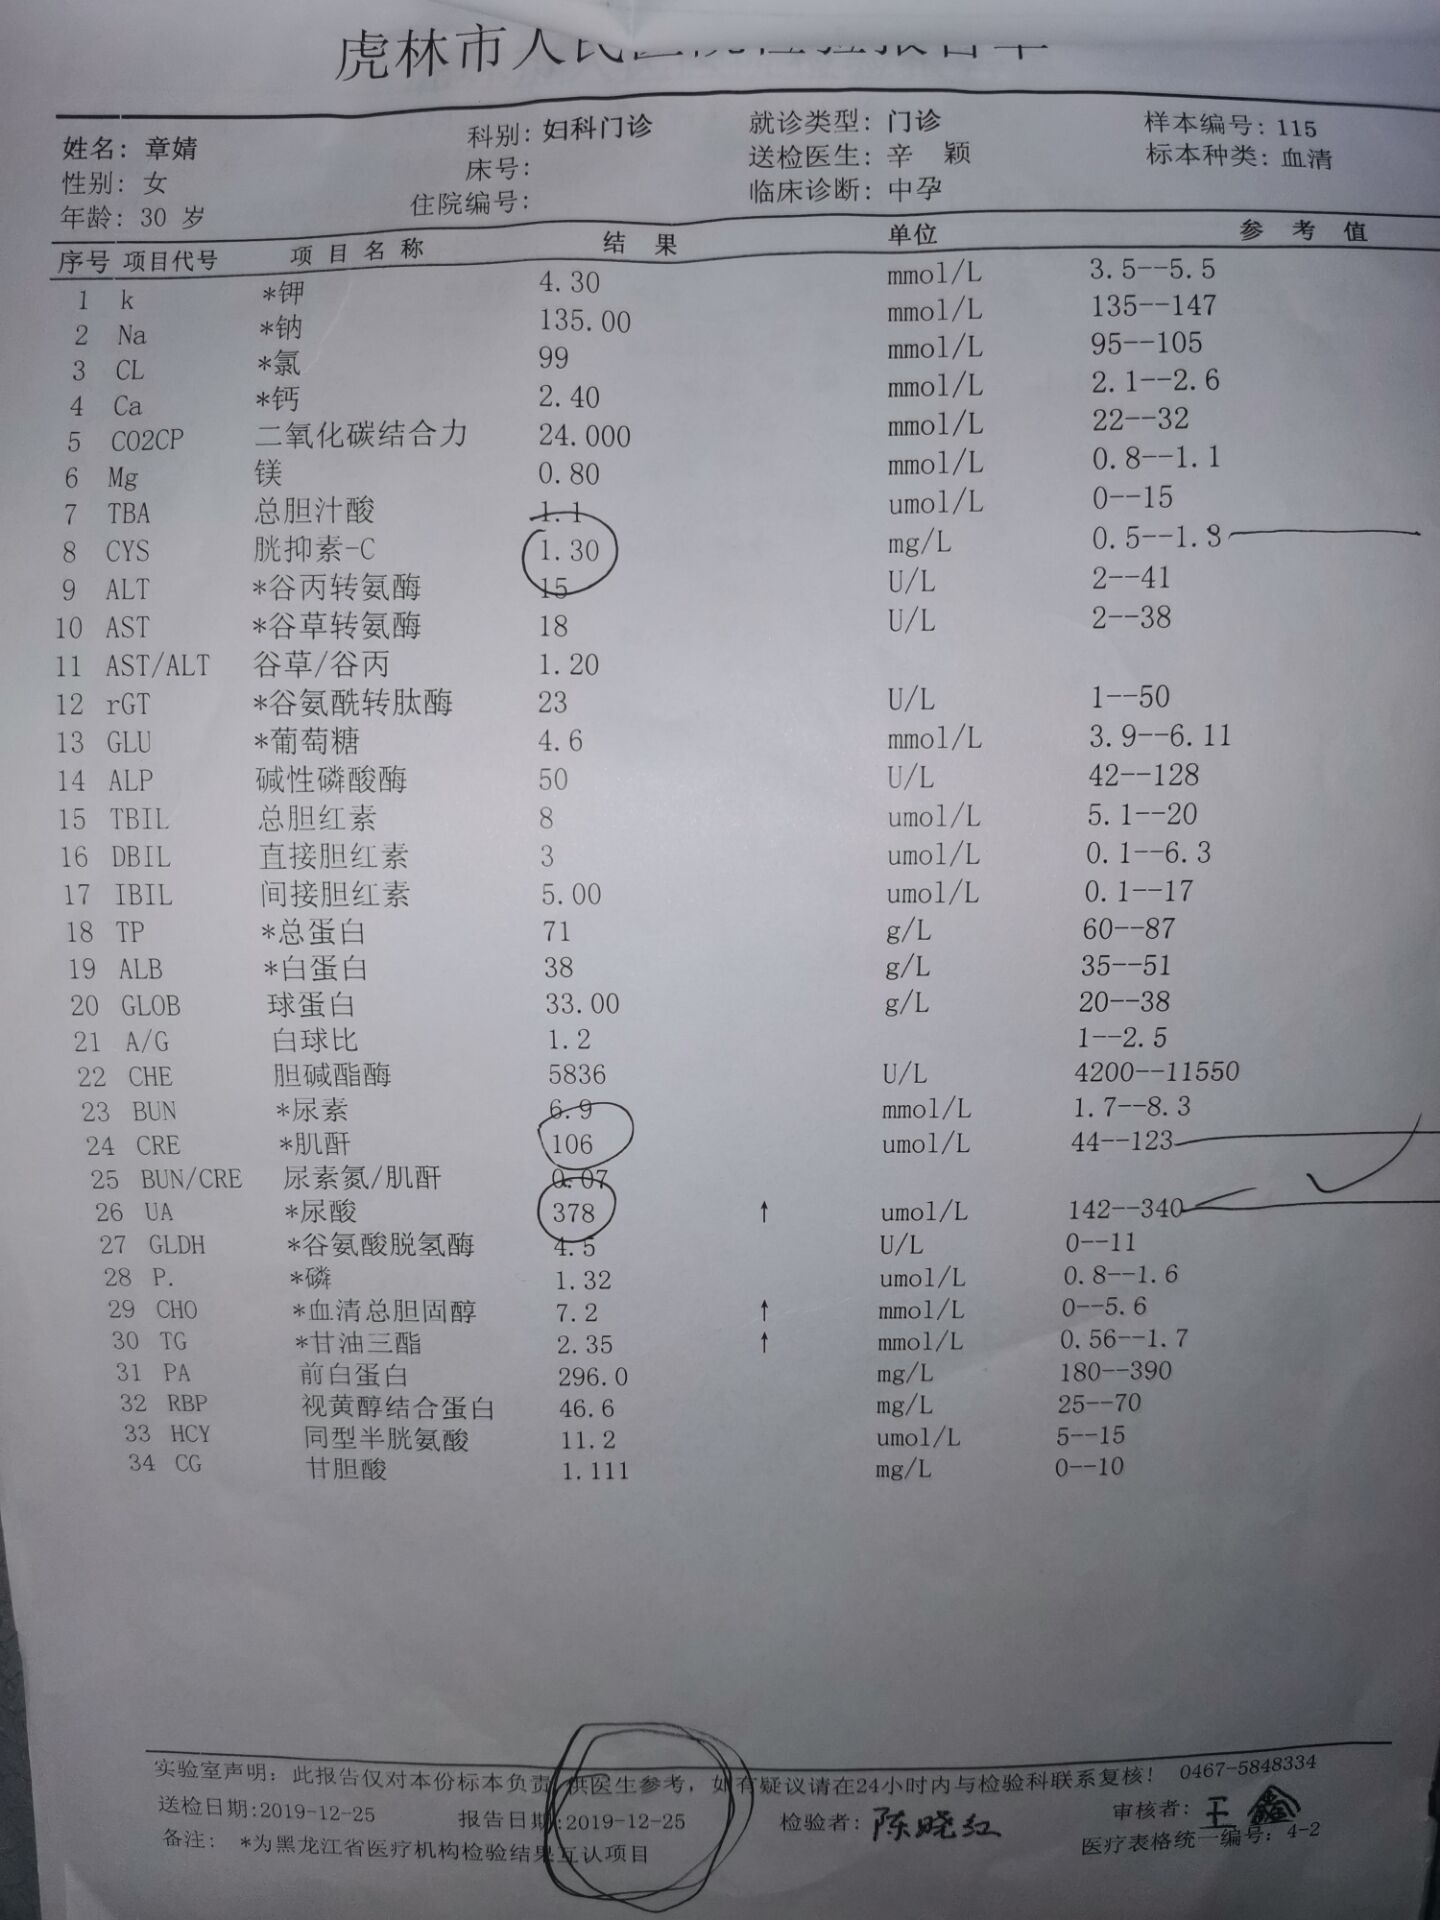 虎林市人民医院检验报告单
姓名: 章婧 科别: 妇科门诊 就诊类型: 门诊 样本编号: 115
性别: 女 床号: 送检医生: 辛 颖 标本种类: 血清
年龄: 30 岁 住院编号: 临床诊断: 中孕
序号 项目代号 项目名称 结 果 单位 参 考 值
1 k *钾 4.30 mmol/L 3.5--5.5
2 Na *钠 135.00 mmol/L 135--147
3 CL *氯 99 mmol/L 95--105
4 Ca *钙 2.40 mmol/L 2.1--2.6
5 CO2CP 二氧化碳结合力 24.000 mmol/L 22--32
6 Mg 镁 0.80 mmol/L 0.8--1.1
7 TBA 总胆汁酸 1.1 umol/L 0--15
8 CYS 胱抑素-C 1.30 mg/L 0.5--1.3
9 ALT *谷丙转氨酶 15 U/L 2--41
10 AST *谷草转氨酶 18 U/L 2--38
11 AST/ALT 谷草/谷丙 1.20
12 rGT *谷氨酰转肽酶 23 U/L 1--50
13 GLU *葡萄糖 4.6 mmol/L 3.9--6.11
14 ALP 碱性磷酸酶 50 U/L 42--128
15 TBIL 总胆红素 8 umol/L 5.1--20
16 DBIL 直接胆红素 3 umol/L 0.1--6.3
17 IBIL 间接胆红素 5.00 umol/L 0.1--17
18 TP *总蛋白 71 g/L 60--87
19 ALB *白蛋白 38 g/L 35--51
20 GLOB 球蛋白 33.00 g/L 20--38
21 A/G 白球比 1.2 1--2.5
22 CHE 胆碱酯酶 5836 U/L 4200--11550
23 BUN *尿素 6.9 mmol/L 1.7--8.3
24 CRE *肌酐 106 umol/L 44--123
25 BUN/CRE 尿素氮/肌酐 0.07
26 UA *尿酸 378 ↑ umol/L 142--340
27 GLDH *谷氨酸脱氢酶 4.5 U/L 0--11
28 P. *磷 1.32 umol/L 0.8--1.6
29 CHO *血清总胆固醇 7.2 ↑ mmol/L 0--5.6
30 TG *甘油三酯 2.35 ↑ mmol/L 0.56--1.7
31 PA 前白蛋白 296.0 mg/L 180--390
32 RBP 视黄醇结合蛋白 46.6 mg/L 25--70
33 HCY 同型半胱氨酸 11.2 umol/L 5--15
34 CG 甘胆酸 1.111 mg/L 0--10
实验室声明: 此报告仅对本份标本负责 供医生参考, 如有疑议请在24小时内与检验科联系复核! 0467-5848334
送检日期:2019-12-25 报告日期:2019-12-25 检验者: 陈晓红 审核者: 王鑫
备注: *为黑龙江省医疗机构检验结果互认项目 医疗表格统一编号: 4-2